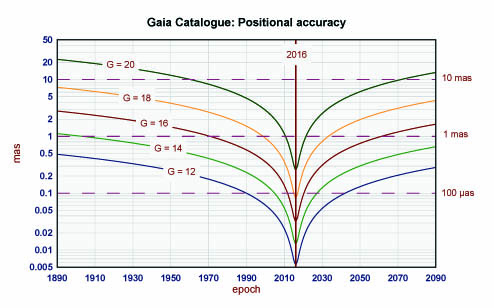 Gaia Catalogue: Positional accuracy
50
2016
20
G = 20
10
10 mas
5
G = 18
2
G = 16
1
1 mas
mas
0.5
G = 14
0.2
G = 12
0.1
100 µas
0.05
0.02
0.01
0.005
1890 1910 1930 1950 1970 1990 2010 2030 2050 2070 2090
epoch